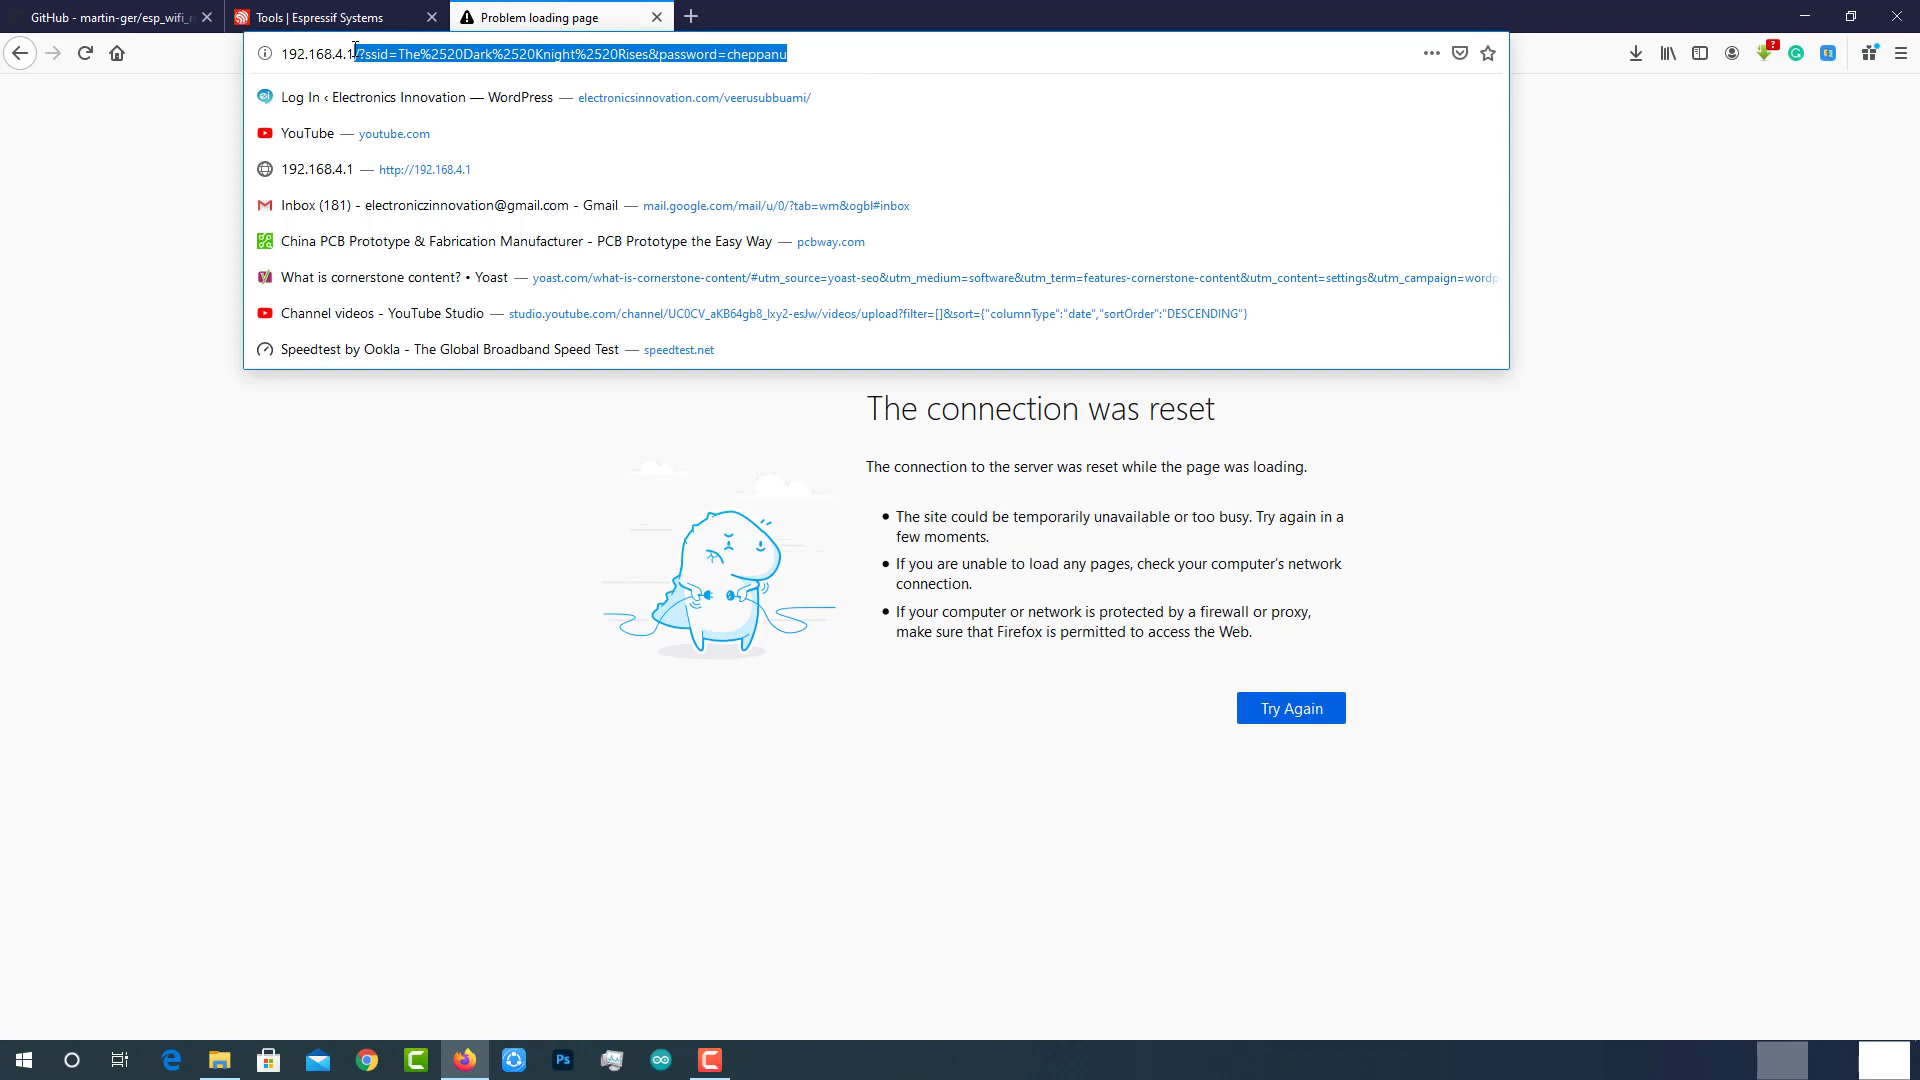 GitHub - martin-ger/esp_wifi_r
Tools | Espressif Systems
Problem loading page
192.168.4.1/?ssid=The%2520Dark%2520Knight%2520Rises&password=cheppanu
Log In ‹ Electronics Innovation — WordPress — electronicsinnovation.com/veerusubbuami/
YouTube — youtube.com
192.168.4.1 — http://192.168.4.1
Inbox (181) - electroniczinnovation@gmail.com - Gmail — mail.google.com/mail/u/0/?tab=wm&ogbl#inbox
China PCB Prototype & Fabrication Manufacturer - PCB Prototype the Easy Way — pcbway.com
What is cornerstone content? • Yoast — yoast.com/what-is-cornerstone-content/#utm_source=yoast-seo&utm_medium=software&utm_term=features-cornerstone-content&utm_content=settings&utm_campaign=wordp
Channel videos - YouTube Studio — studio.youtube.com/channel/UC0CV_aKB64gb8_lxy2-esJw/videos/upload?filter=[]&sort={"columnType":"date","sortOrder":"DESCENDING"}
Speedtest by Ookla - The Global Broadband Speed Test — speedtest.net
The connection was reset
The connection to the server was reset while the page was loading.
• The site could be temporarily unavailable or too busy. Try again in a
few moments.
• If you are unable to load any pages, check your computer's network
connection.
• If your computer or network is protected by a firewall or proxy,
make sure that Firefox is permitted to access the Web.
Try Again
Ps